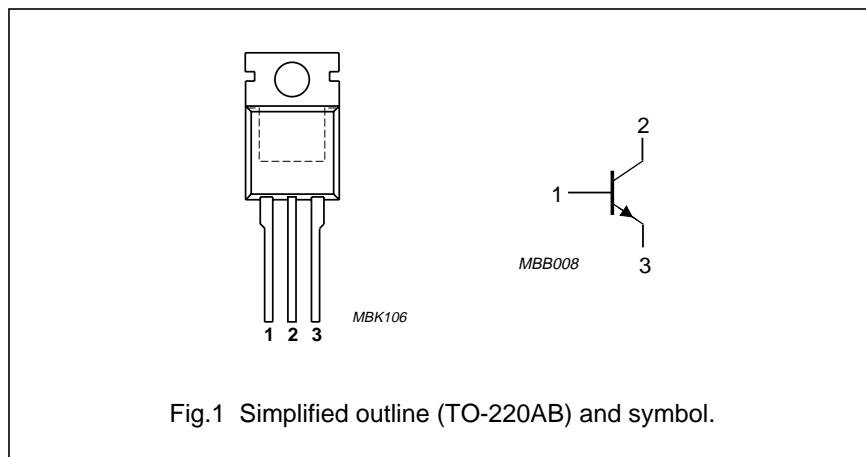 MBK106
1 2 3
2
1
MBB008
3
Fig.1 Simplified outline (TO-220AB) and symbol.